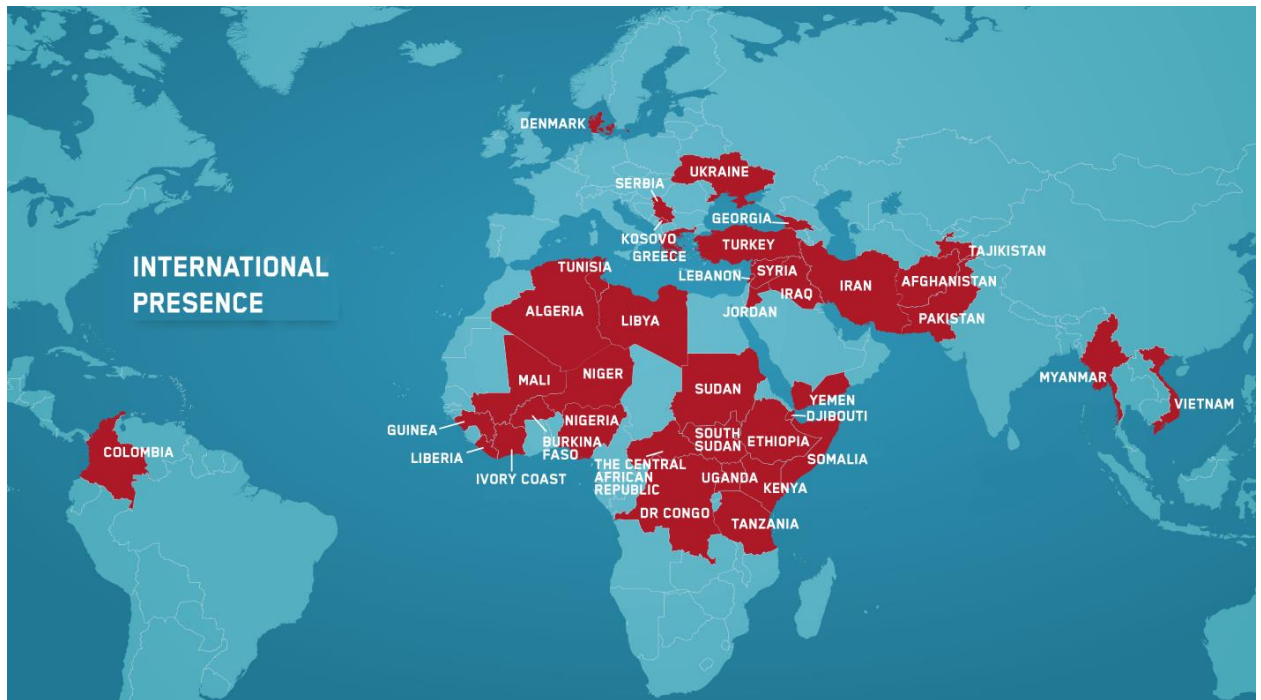 DENMARK
UKRAINE
SERBIA
GEORGIA
KOSOVO
GREECE
TURKEY
TAJIKISTAN
TUNISIA
LEBANON
SYRIA
AFGHANISTAN
INTERNATIONAL
PRESENCE
IRAQ
IRAN
ALGERIA
LIBYA
JORDAN
PAKISTAN
MALI
NIGER
SUDAN
MYANMAR
YEMEN
DJIBOUTI
VIETNAM
GUINEA
NIGERIA
BURKINA
FASO
SOUTH
SUDAN
ETHIOPIA
COLOMBIA
LIBERIA
SOMALIA
IVORY COAST
THE CENTRAL
AFRICAN
REPUBLIC
UGANDA
KENYA
DR CONGO
TANZANIA